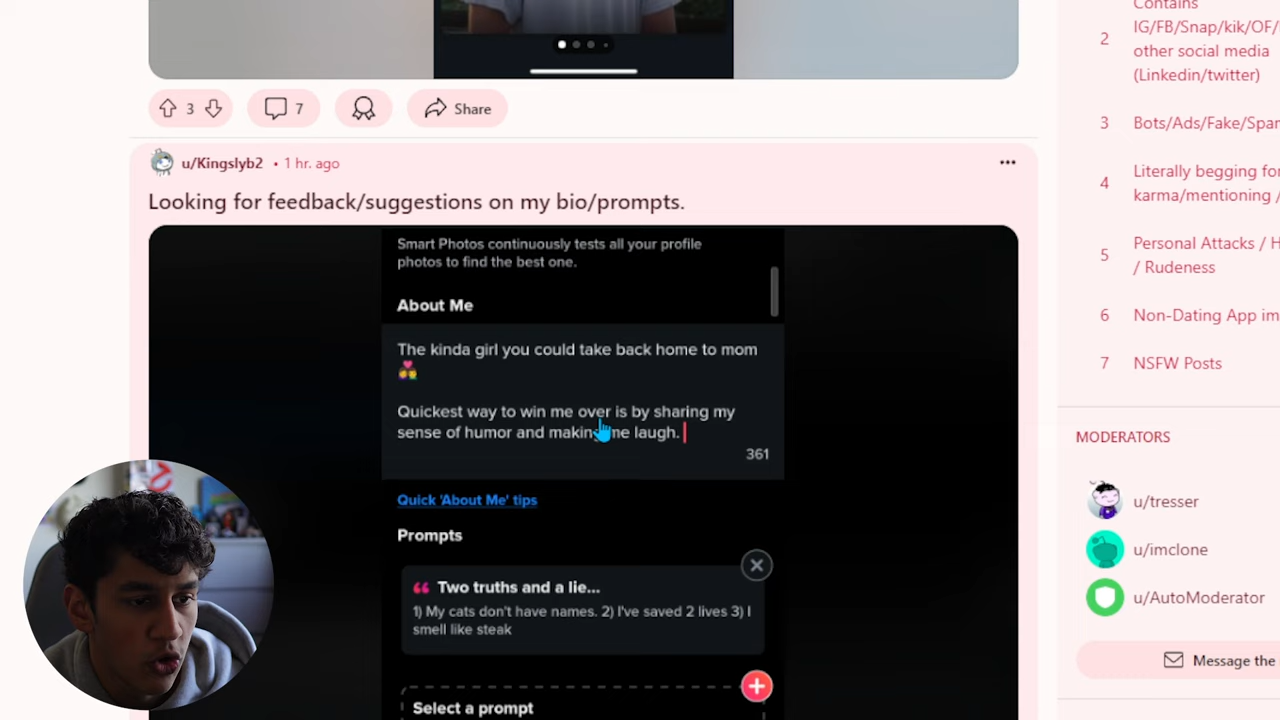 3
7
Share
u/Kingslyb2 • 1 hr. ago
Looking for feedback/suggestions on my bio/prompts.
Smart Photos continuously tests all your profile
photos to find the best one.
About Me
The kinda girl you could take back home to mom
Quickest way to win me over is by sharing my
sense of humor and making me laugh.
361
Quick 'About Me' tips
Prompts
Two truths and a lie...
1) My cats don't have names. 2) I've saved 2 lives 3) I
smell like steak
Select a prompt
Contains
2
IG/FB/Snap/kik/OF/
other social media
(Linkedin/twitter)
3 Bots/Ads/Fake/Spam
4
Literally begging for
karma/mentioning /
5
Personal Attacks / H
/ Rudeness
6 Non-Dating App im
7 NSFW Posts
MODERATORS
u/tresser
u/imclone
u/AutoModerator
Message the